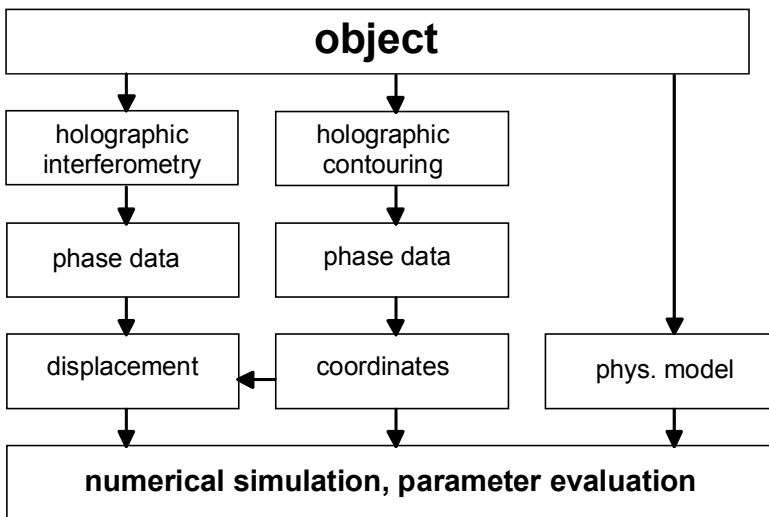 object
holographic
interferometry
holographic
contouring
phase data
phase data
displacement
coordinates
phys. model
numerical simulation, parameter evaluation